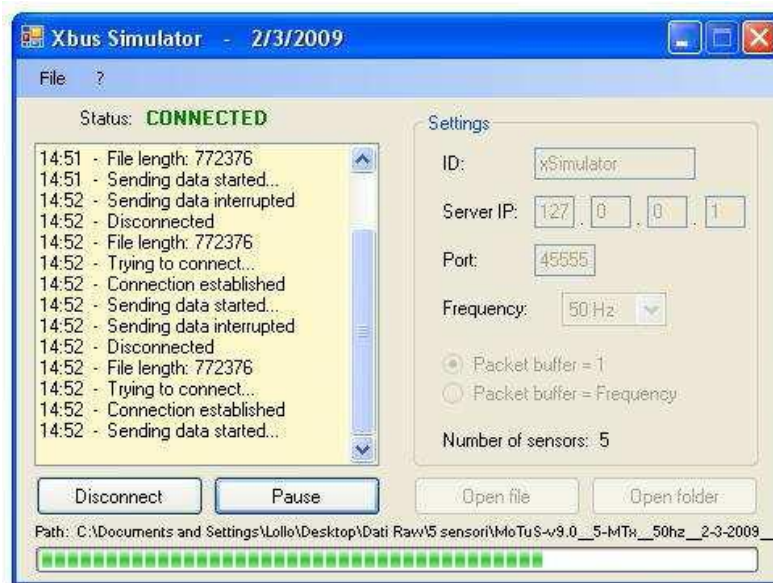 Xbus Simulator - 2/3/2009
File ?
Status: CONNECTED
14:51 - File length: 772376
14:51 - Sending data started...
14:52 - Sending data interrupted
14:52 - Disconnected
14:52 - File length: 772376
14:52 - Trying to connect...
14:52 - Connection established
14:52 - Sending data started...
14:52 - Sending data interrupted
14:52 - Disconnected
14:52 - File length: 772376
14:52 - Trying to connect...
14:52 - Connection established
14:52 - Sending data started...
Settings
ID: xSimulator
Server IP: 127 . 0 . 0 . 1
Port: 45555
Frequency: 50 Hz
Packet buffer = 1
Packet buffer = Frequency
Number of sensors: 5
Disconnect Pause Open file Open folder
Path: C:\Documents and Settings\Lollo\Desktop\Dati Raw\5 sensori\MoTuS-v9.0__5-MTx__50hz__2-3-2009__